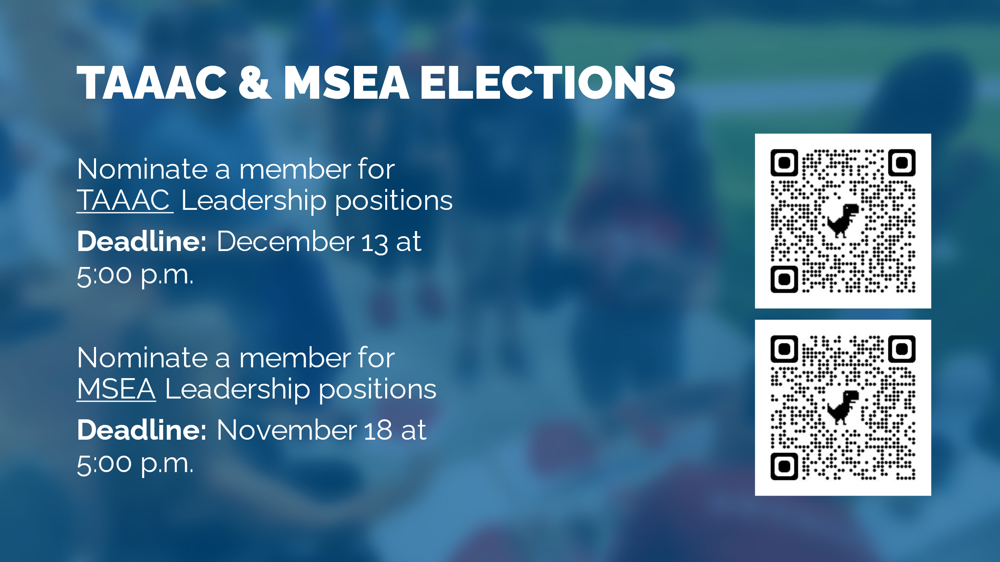 TAAAC & MSEA ELECTIONS
Nominate a member for
TAAAC Leadership positions
Deadline: December 13 at
5:00 p.m.
Nominate a member for
MSEA Leadership positions
Deadline: November 18 at
5:00 p.m.